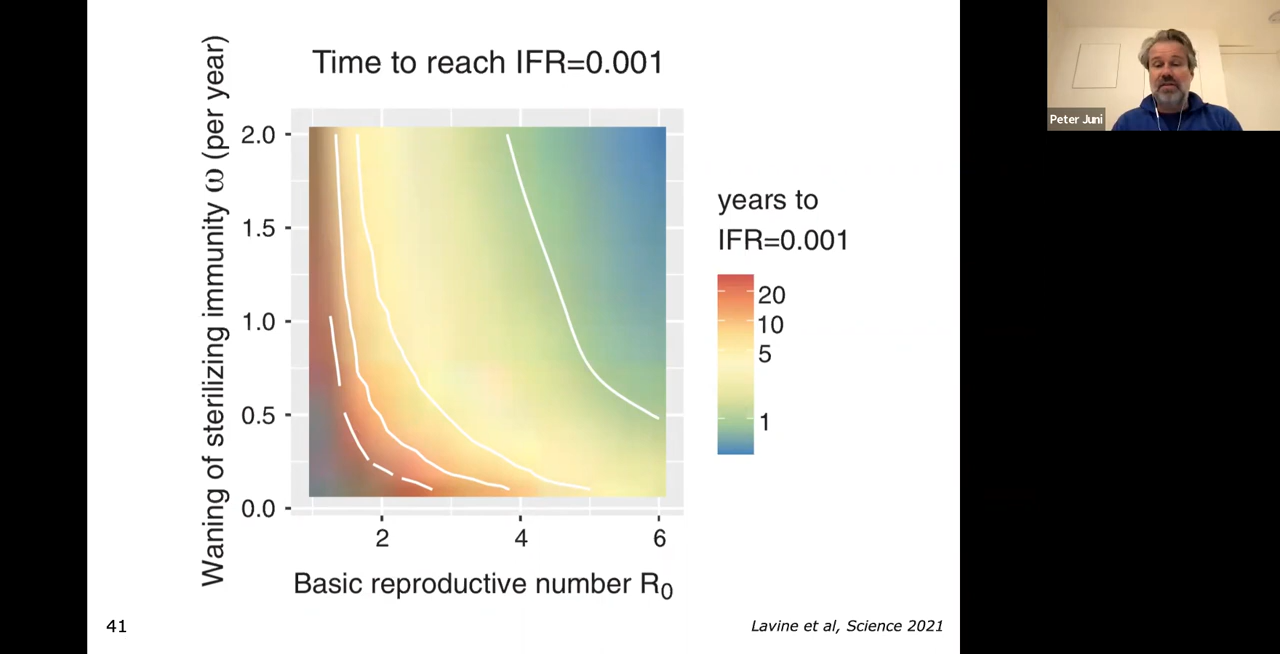 Time to reach IFR=0.001
Waning of sterilizing immunity ω (per year)
2.0
1.5
1.0
0.5
0.0
2 4 6
Basic reproductive number R₀
years to
IFR=0.001
20
10
5
1
41
Lavine et al, Science 2021
Peter Juni